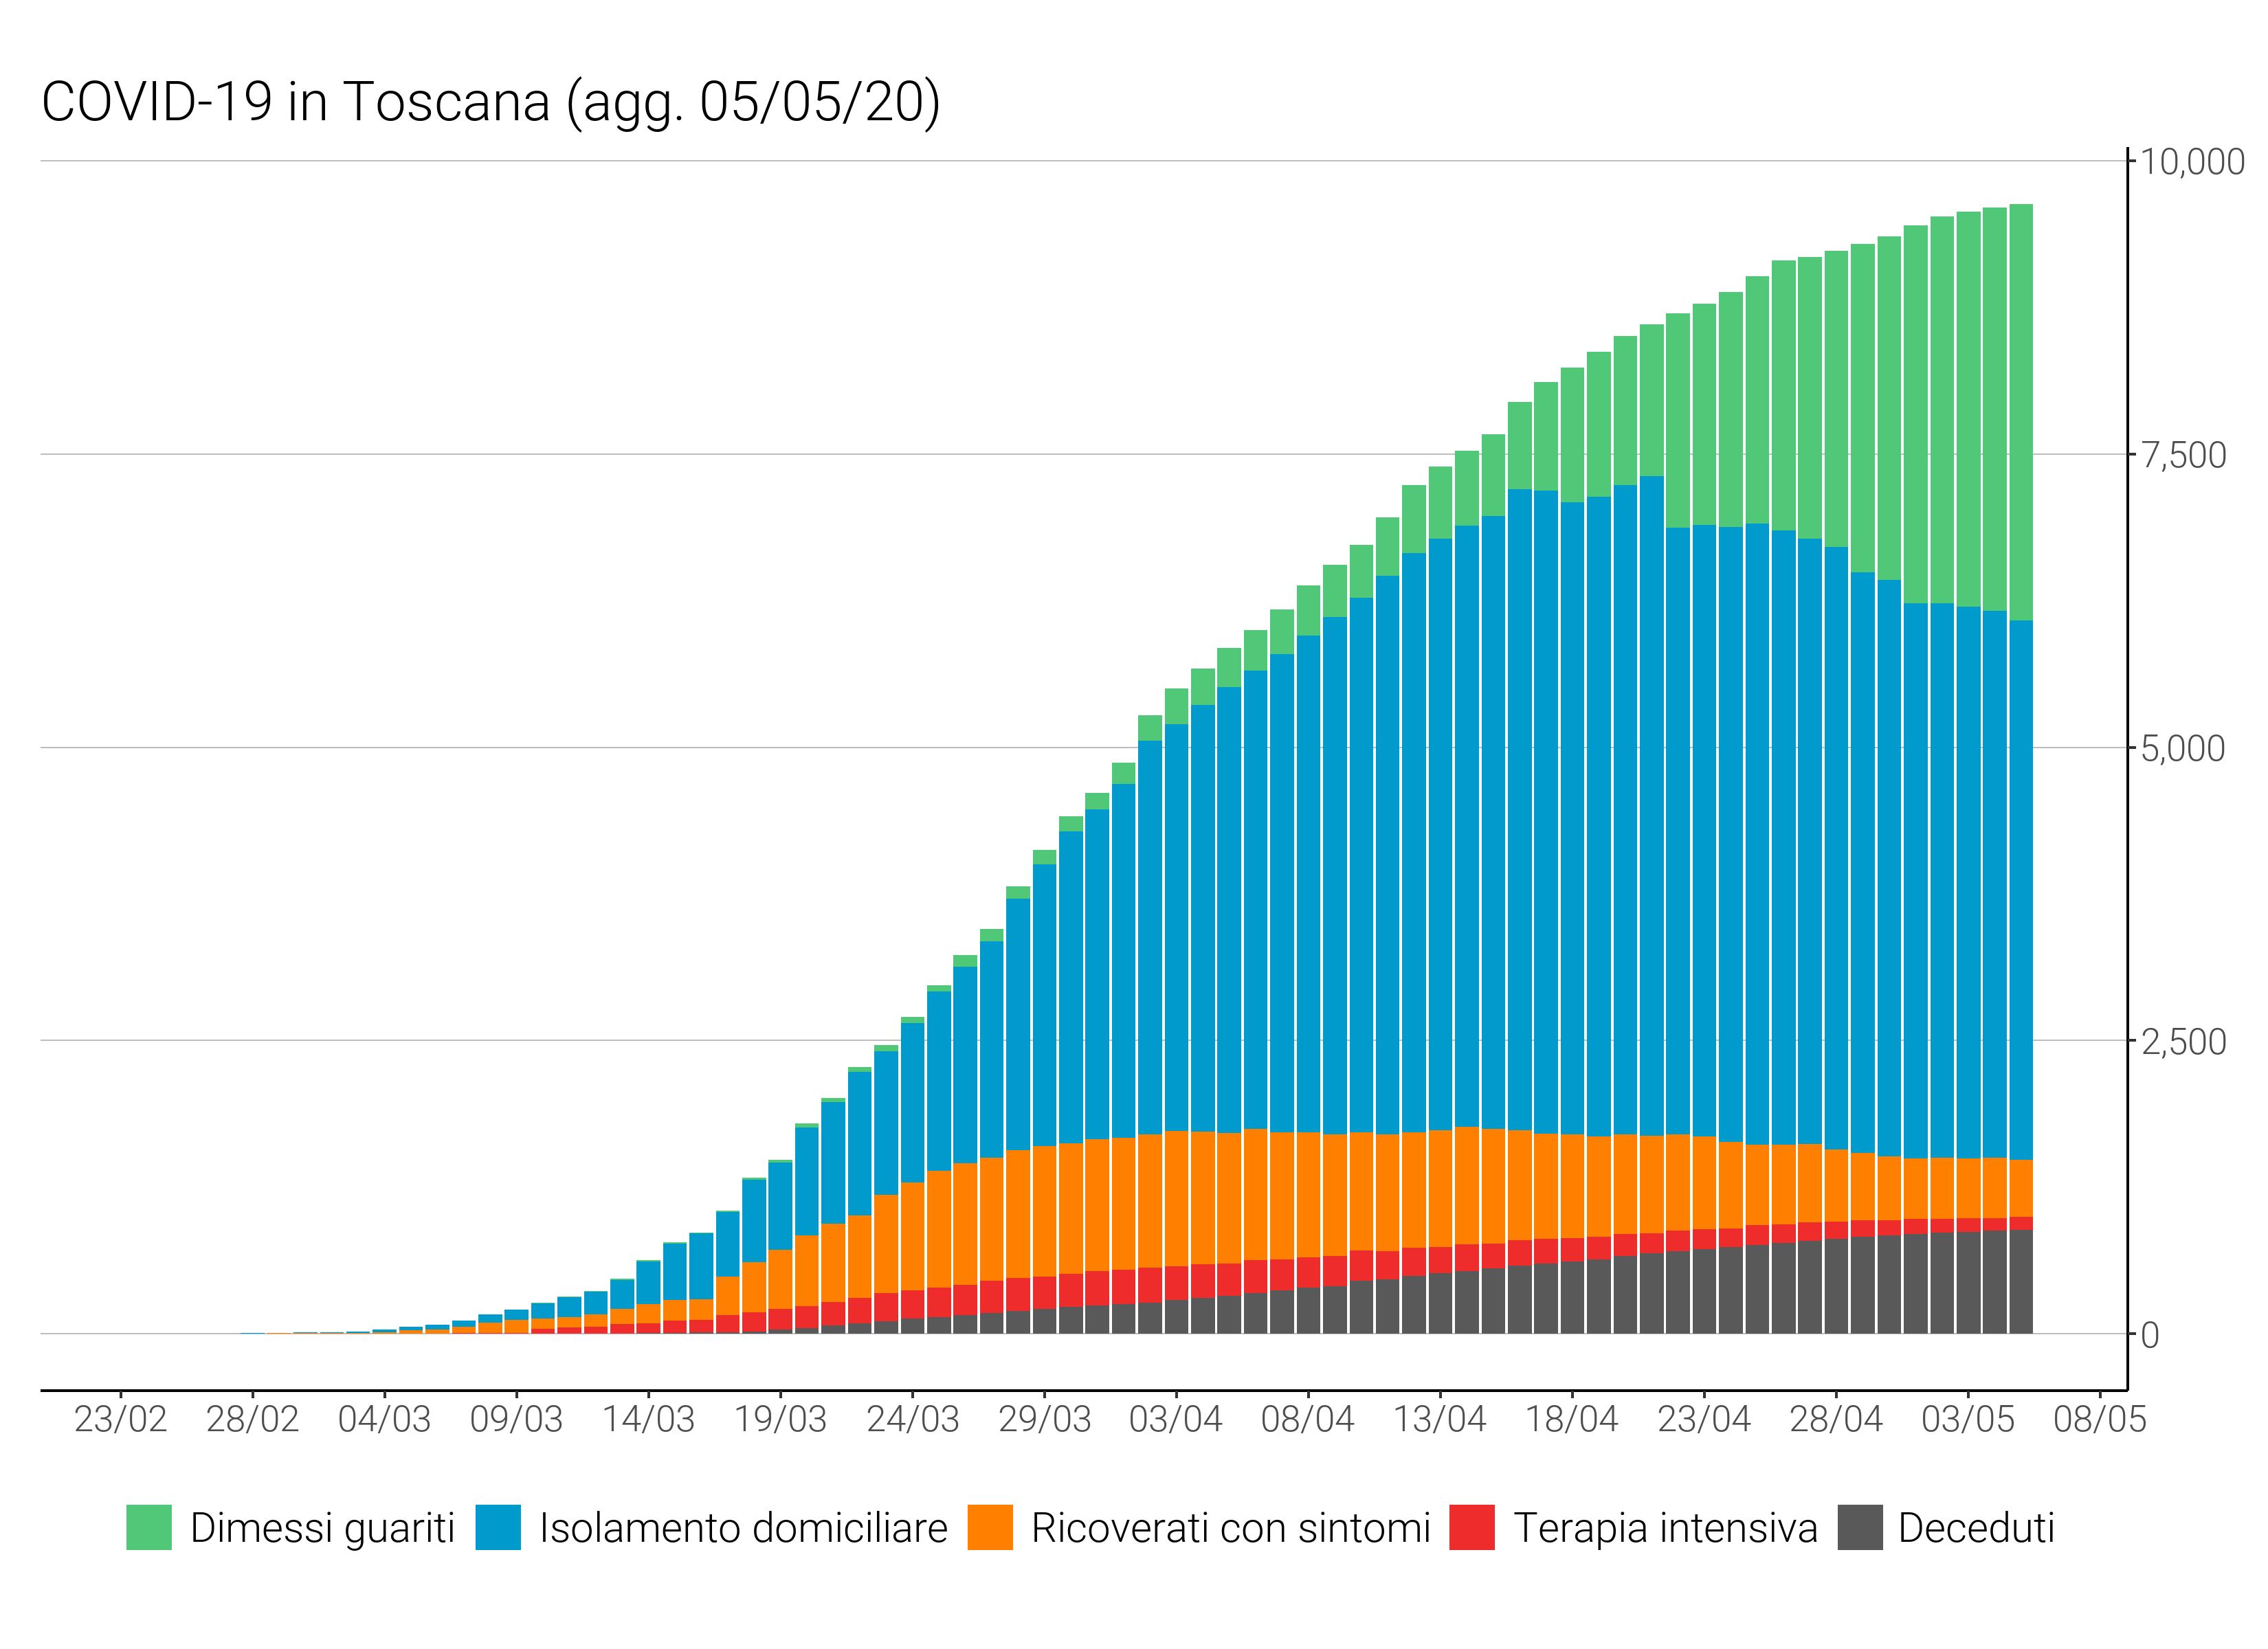 COVID-19 in Toscana (agg. 05/05/20)
10,000
7,500
5,000
2,500
0
23/02 28/02 04/03 09/03 14/03 19/03 24/03 29/03 03/04 08/04 13/04 18/04 23/04 28/04 03/05 08/05
Dimessi guariti Isolamento domiciliare Ricoverati con sintomi Terapia intensiva Deceduti